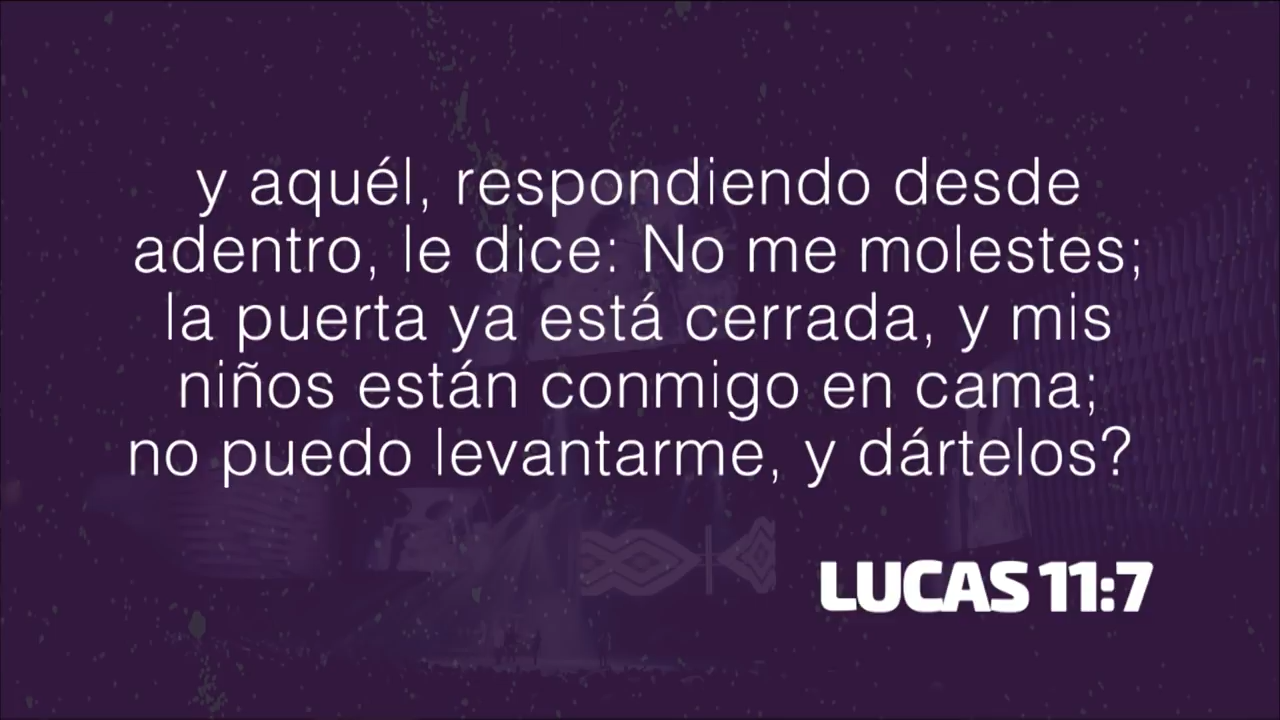 y aquél, respondiendo desde
adentro, le dice: No me molestes;
la puerta ya está cerrada, y mis
niños están conmigo en cama;
no puedo levantarme, y dártelos?
LUCAS 11:7